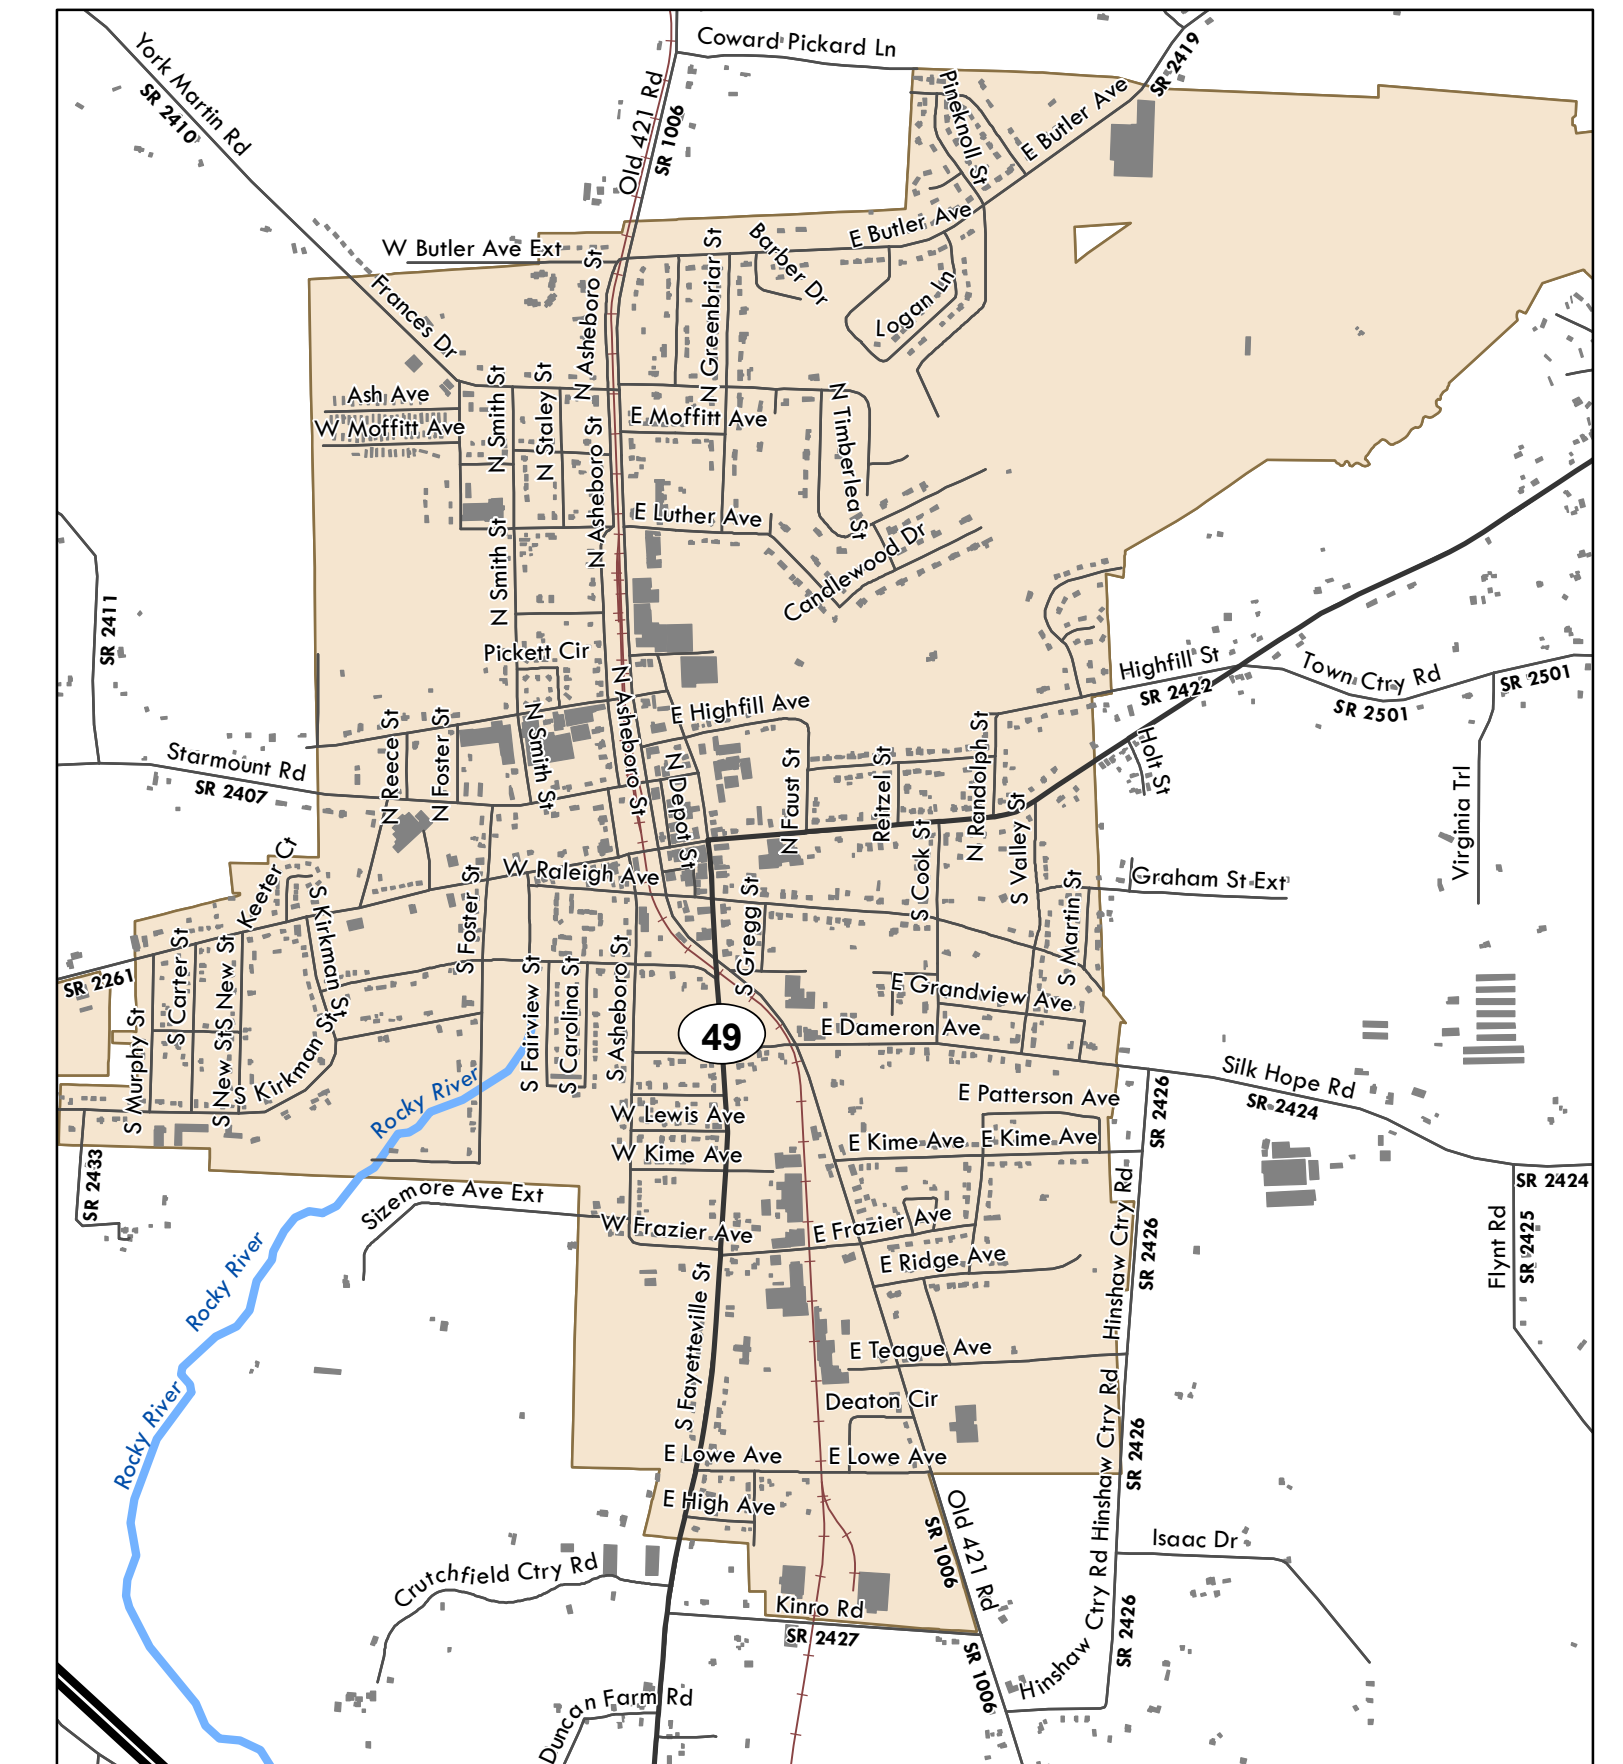 Coward Pickard Ln
York Martin Rd
SR 2410
Old 421 Rd
SR 1006
Pineknoll St
E Butler Ave
SR 2419
W Butler Ave Ext
N Asheboro St
N Greenbriar St
Barber Dr
E Butler Ave
Logan Ln
Frances Dr
Ash Ave
W Moffitt Ave
N Smith St
N Staley St
E Moffitt Ave
N Timberlea St
N Asheboro St
E Luther Ave
Candlewood Dr
N Smith St
SR 2411
Pickett Cir
Highfill St
SR 2422
Town Ctry Rd
SR 2501
SR 2501
N Asheboro St
E Highfill Ave
Starmount Rd
SR 2407
N Reece St
N Foster St
N Smith St
N Depot St
N Faust St
Reitzel St
N Randolph St
Holt St
Virginia Trl
S Valley St
S Cook St
W Raleigh Ave
Keeter Ct
S Kirkman St
S Foster St
S Gregg St
S Martin St
Graham St Ext
SR 2261
S Carter St
S New St
S Murphy St
S New St
S Kirkman St
S Fairview St
S Carolina St
S Asheboro St
E Grandview Ave
E Dameron Ave
49
Silk Hope Rd
SR 2424
SR 2426
E Patterson Ave
Rocky River
W Lewis Ave
E Kime Ave
E Kime Ave
W Kime Ave
SR 2433
SR 2424
Sizemore Ave Ext
W Frazier Ave
E Frazier Ave
E Ridge Ave
Hinshaw Ctry Rd
SR 2426
Flynt Rd
SR 2425
Rocky River
S Fayetteville St
E Teague Ave
Deaton Cir
Rocky River
E Lowe Ave
E Lowe Ave
Hinshaw Ctry Rd
SR 2426
E High Ave
Old 421 Rd
SR 1006
Isaac Dr
Crutchfield Ctry Rd
Kinro Rd
SR 2427
Hinshaw Ctry Rd
SR 2426
SR 1006
Duncan Farm Rd